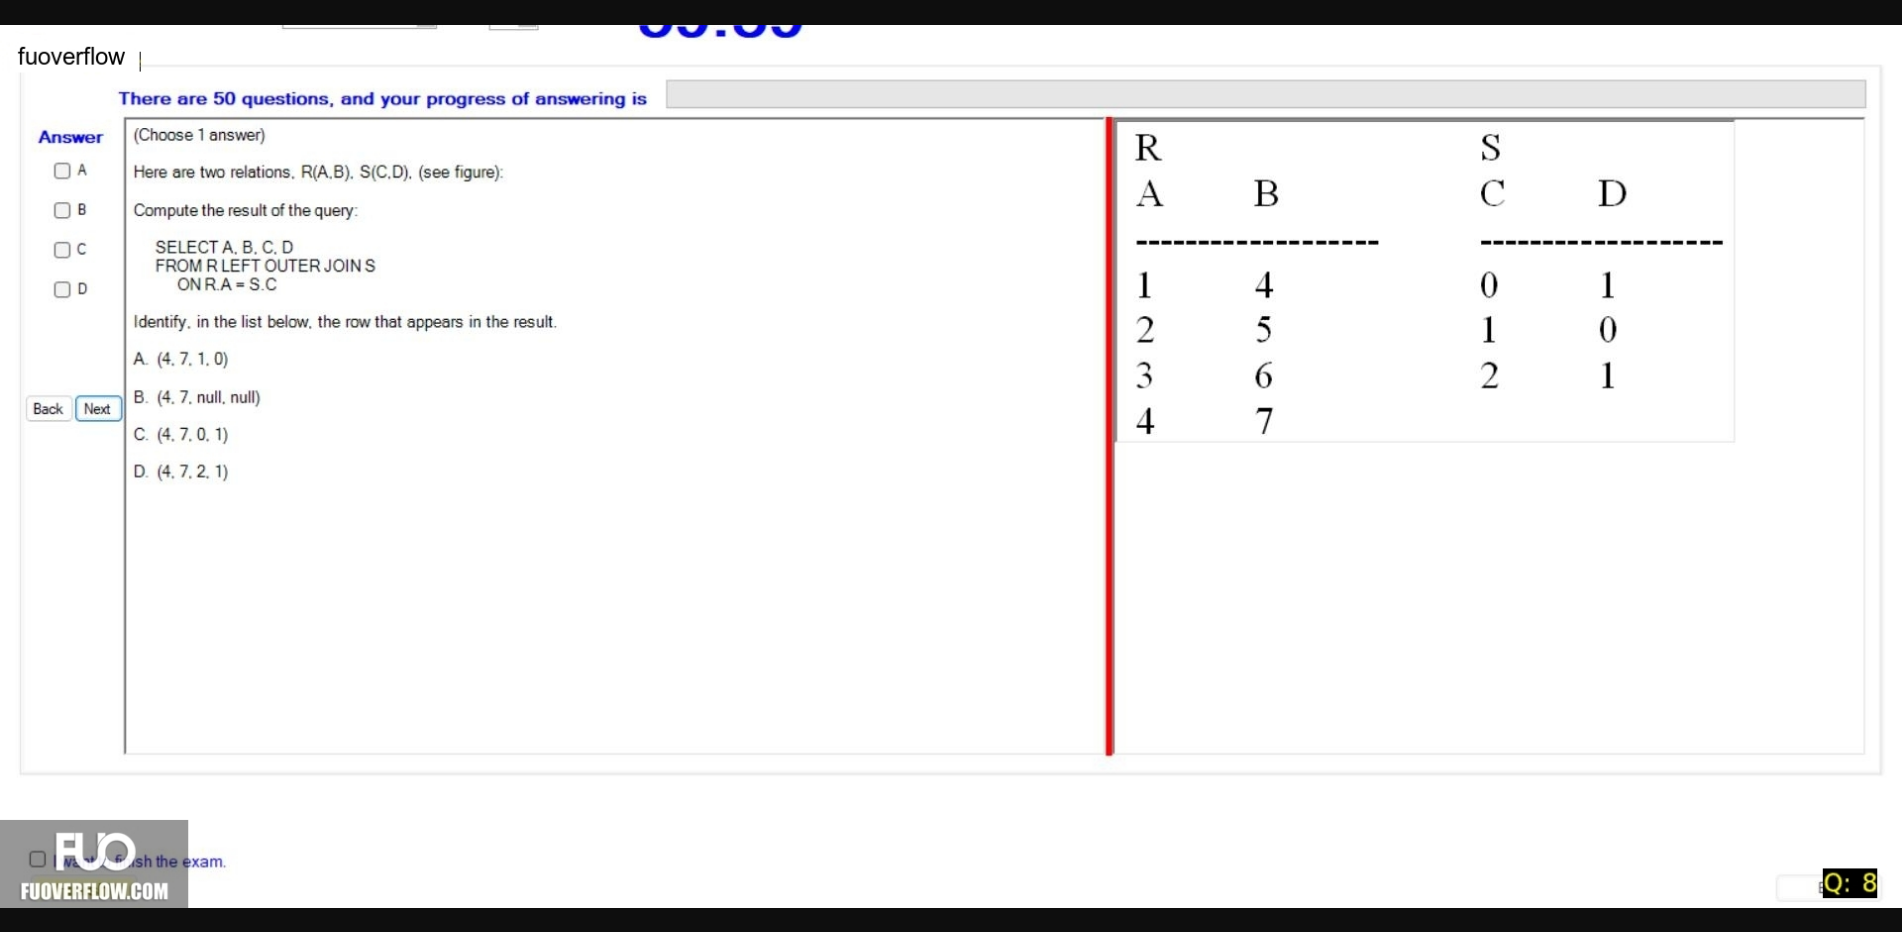 fuoverflow
There are 50 questions, and your progress of answering is
Answer
A
B
C
D
Back Next
(Choose 1 answer)
Here are two relations, R(A,B), S(C,D), (see figure):
Compute the result of the query:
SELECT A, B, C, D
FROM R LEFT OUTER JOIN S
ON R.A = S.C
Identify, in the list below, the row that appears in the result.
A. (4, 7, 1, 0)
B. (4, 7, null, null)
C. (4, 7, 0, 1)
D. (4, 7, 2, 1)
R S
A B C D
------------------- -------------------
1 4 0 1
2 5 1 0
3 6 2 1
4 7
the exam.
FUO
FUOVERFLOW.COM
Q: 8